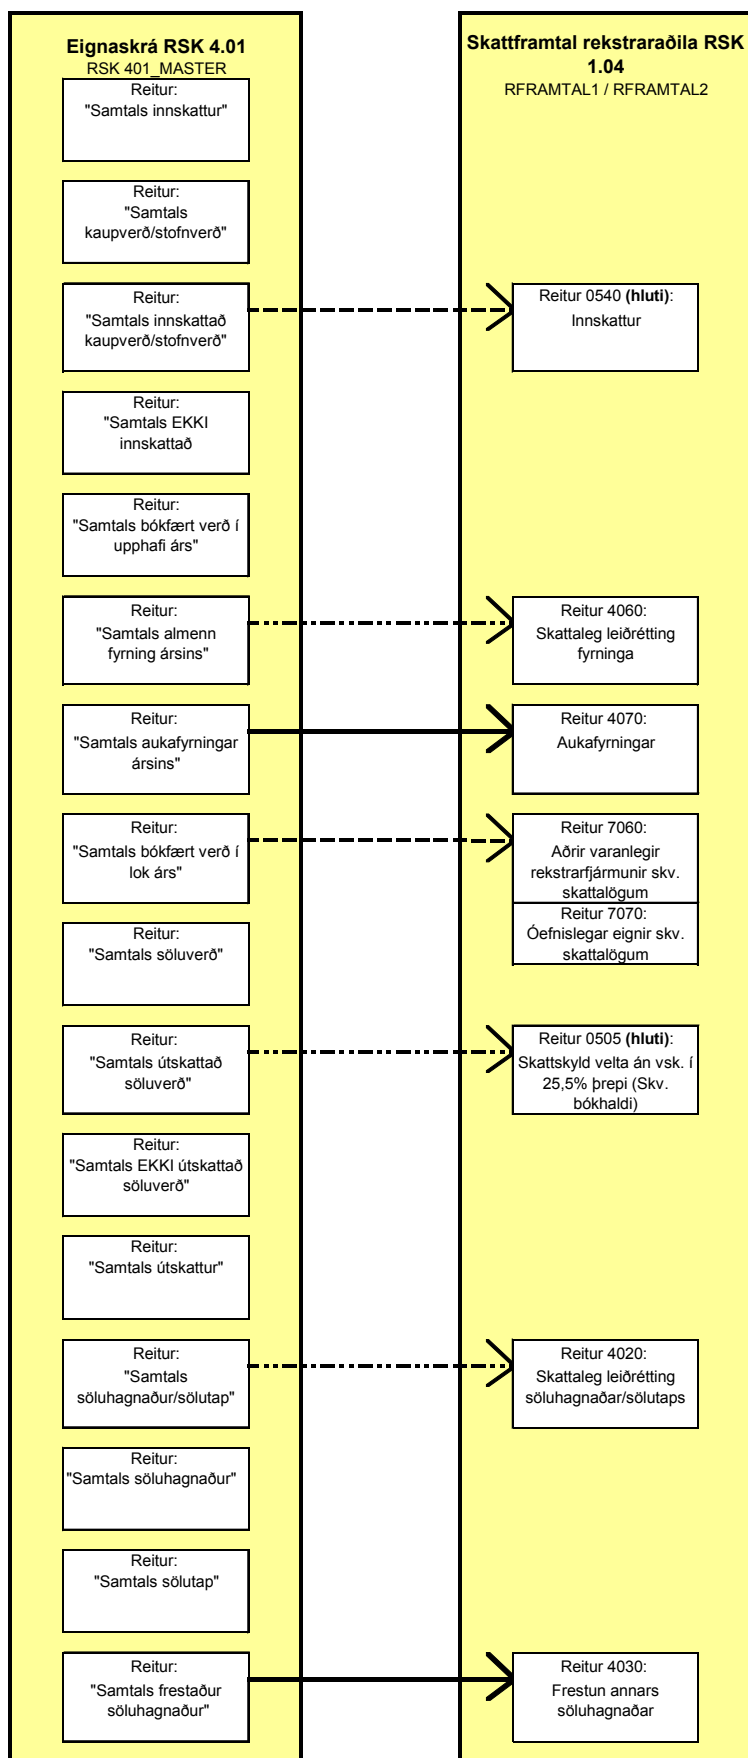 Eignaskrá RSK 4.01
RSK 401_MASTER
Reitur:
"Samtals innskattur"
Reitur:
"Samtals
kaupverð/stofnverð"
Reitur:
"Samtals innskattað
kaupverð/stofnverð"
Reitur:
"Samtals EKKI
innskattað
Reitur:
"Samtals bókfært verð í
upphafi árs"
Reitur:
"Samtals almenn
fyrning ársins"
Reitur:
"Samtals aukafyrningar
ársins"
Reitur:
"Samtals bókfært verð í
lok árs"
Reitur:
"Samtals söluverð"
Reitur:
"Samtals útskattað
söluverð"
Reitur:
"Samtals EKKI útskattað
söluverð"
Reitur:
"Samtals útskattur"
Reitur:
"Samtals
söluhagnaður/sölutap"
Reitur:
"Samtals söluhagnaður"
Reitur:
"Samtals sölutap"
Reitur:
"Samtals frestaður
söluhagnaður"
Skattframtal rekstraraðila RSK
1.04
RFRAMTAL1 / RFRAMTAL2
Reitur 0540 (hluti):
Innskattur
Reitur 4060:
Skattaleg leiðrétting
fyrninga
Reitur 4070:
Aukafyrningar
Reitur 7060:
Aðrir varanlegir
rekstrarfjármunir skv.
skattalögum
Reitur 7070:
Óefnislegar eignir skv.
skattalögum
Reitur 0505 (hluti):
Skattskyld velta án vsk. í
25,5% þrepi (Skv.
bókhaldi)
Reitur 4020:
Skattaleg leiðrétting
söluhagnaðar/sölutaps
Reitur 4030:
Frestun annars
söluhagnaðar